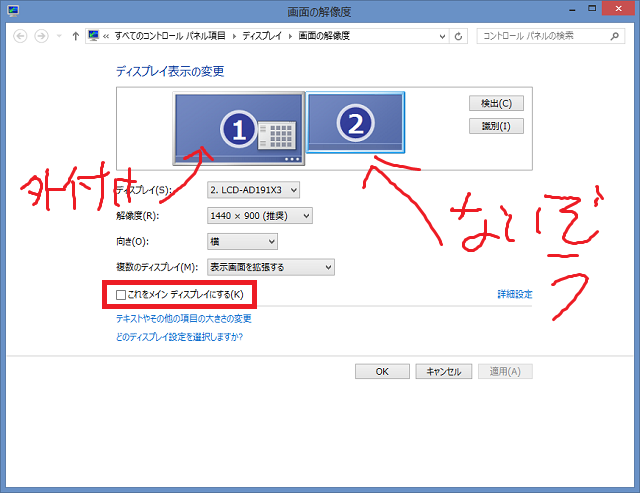 画面の解像度
すべてのコントロール パネル項目 ディスプレイ 画面の解像度
コントロール パネルの検索
ディスプレイ表示の変更
1
2
検出(C)
識別(I)
外付け
ないぞう
ディスプレイ(S):
2. LCD-AD191X3
解像度(R):
1440 × 900 (推奨)
向き(O):
横
複数のディスプレイ(M):
表示画面を拡張する
これをメイン ディスプレイにする(K)
詳細設定
テキストやその他の項目の大きさの変更
どのディスプレイ設定を選択しますか?
OK
キャンセル
適用(A)